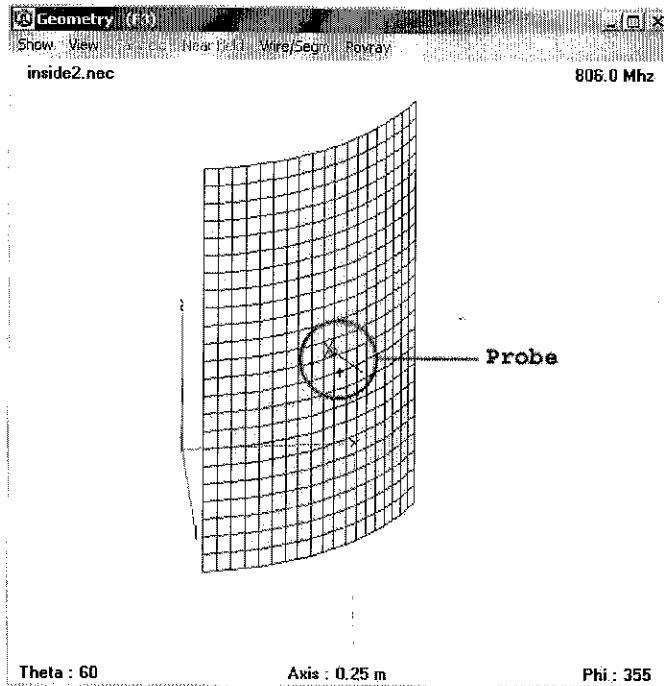 Geometry (F3)
Show View Near Field Wire/Segm Povray
inside2.nec 806.0 Mhz
Probe
Theta : 60 Axis : 0.25 m Phi : 355